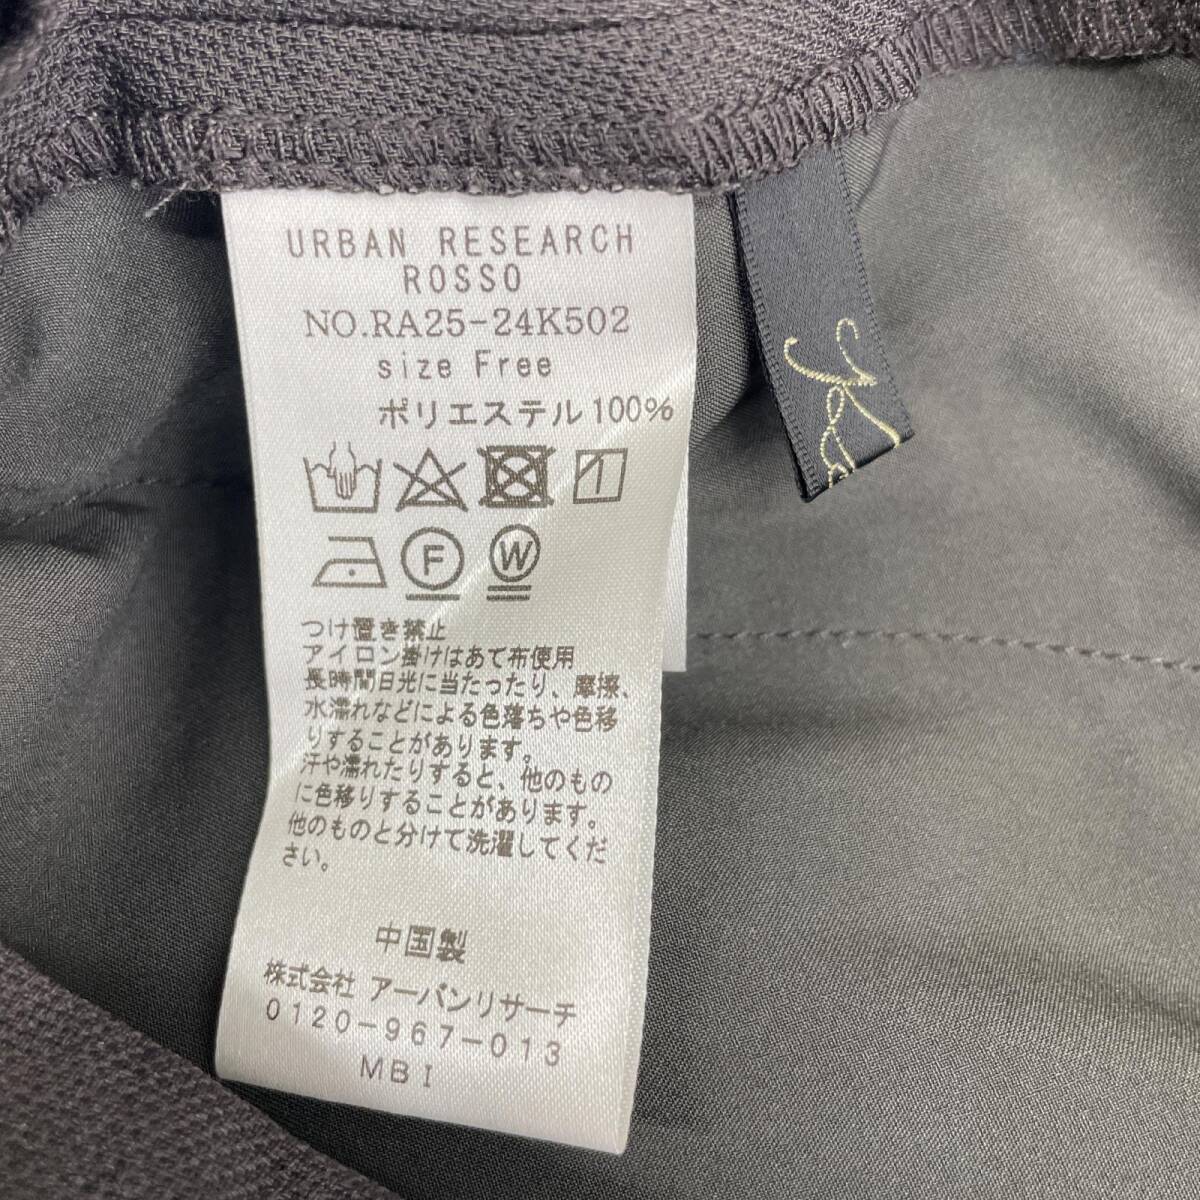 URBAN RESEARCH
ROSSO
NO.RA25-24K502
size Free
ポリエステル100%
F
W
つけ置き禁止
アイロン掛けはあて布使用
長時間日光に当たったり、摩擦、
水濡れなどによる色落ちや色移
りすることがあります。
汗や濡れたりすると、他のもの
に色移りすることがあります。
他のものと分けて洗濯してくだ
さい。
中国製
株式会社 アーバンリサーチ
0120-967-013
MBI